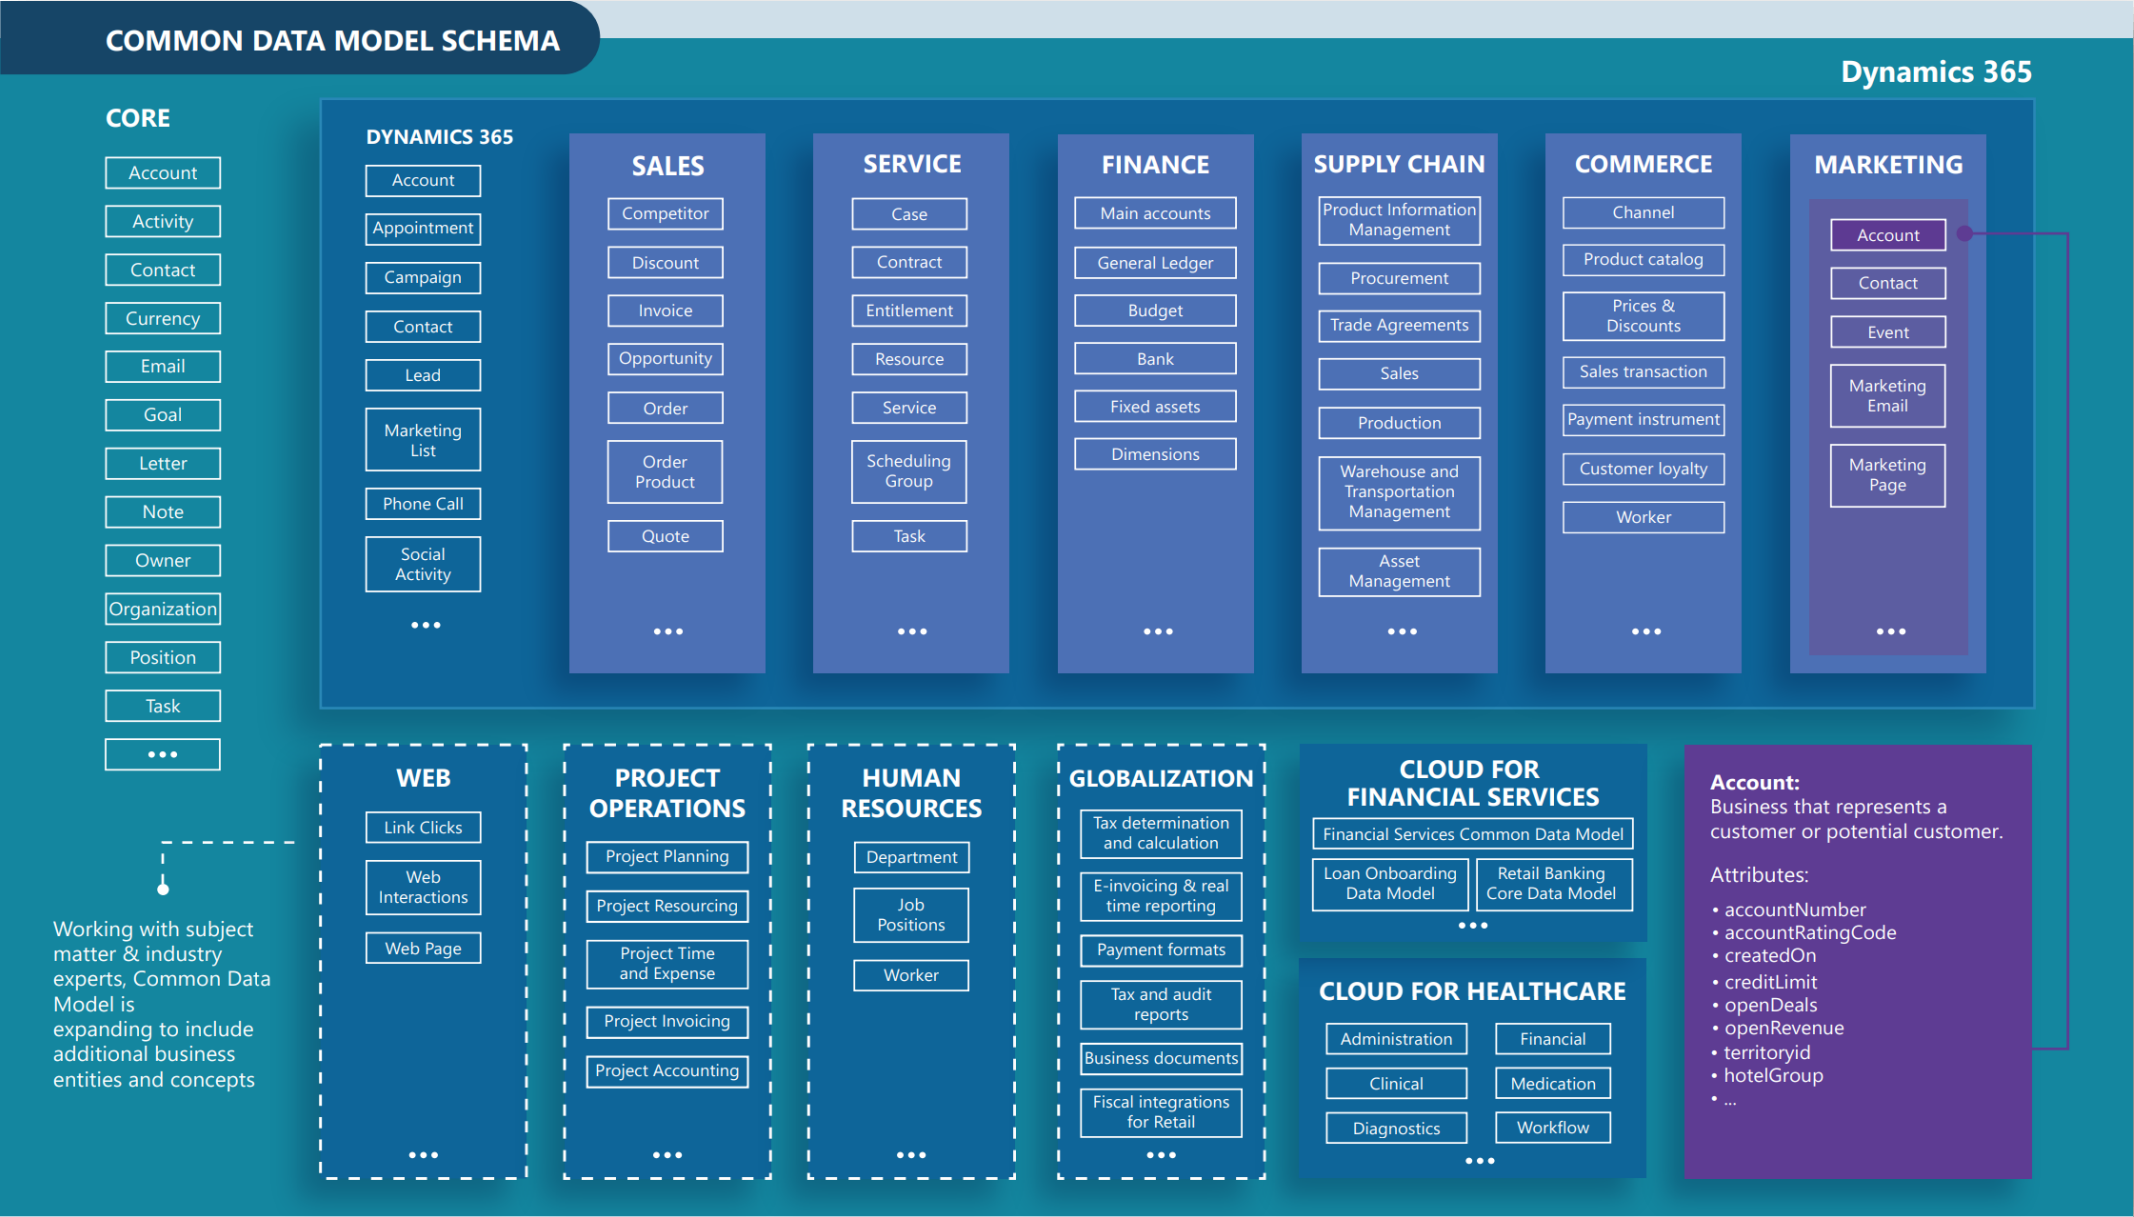 COMMON DATA MODEL SCHEMA
Dynamics 365
CORE
Account
Activity
Contact
Currency
Email
Goal
Letter
Note
Owner
Organization
Position
Task
•••
DYNAMICS 365
Account
Appointment
Campaign
Contact
Lead
Marketing
List
Phone Call
Social
Activity
•••
SALES
Competitor
Discount
Invoice
Opportunity
Order
Order
Product
Quote
•••
SERVICE
Case
Contract
Entitlement
Resource
Service
Scheduling
Group
Task
•••
FINANCE
Main accounts
General Ledger
Budget
Bank
Fixed assets
Dimensions
•••
SUPPLY CHAIN
Product Information
Management
Procurement
Trade Agreements
Sales
Production
Warehouse and
Transportation
Management
Asset
Management
•••
COMMERCE
Channel
Product catalog
Prices &
Discounts
Sales transaction
Payment instrument
Customer loyalty
Worker
•••
MARKETING
Account
Contact
Event
Marketing
Email
Marketing
Page
•••
Working with subject
matter & industry
experts, Common Data
Model is
expanding to include
additional business
entities and concepts
WEB
Link Clicks
Web
Interactions
Web Page
•••
PROJECT
OPERATIONS
Project Planning
Project Resourcing
Project Time
and Expense
Project Invoicing
Project Accounting
•••
HUMAN
RESOURCES
Department
Job
Positions
Worker
•••
GLOBALIZATION
Tax determination
and calculation
E-invoicing & real
time reporting
Payment formats
Tax and audit
reports
Business documents
Fiscal integrations
for Retail
•••
CLOUD FOR
FINANCIAL SERVICES
Financial Services Common Data Model
Loan Onboarding
Data Model
Retail Banking
Core Data Model
•••
CLOUD FOR HEALTHCARE
Administration
Financial
Clinical
Medication
Diagnostics
Workflow
•••
Account:
Business that represents a
customer or potential customer.
Attributes:
• accountNumber
• accountRatingCode
• createdOn
• creditLimit
• openDeals
• openRevenue
• territoryid
• hotelGroup
• ...